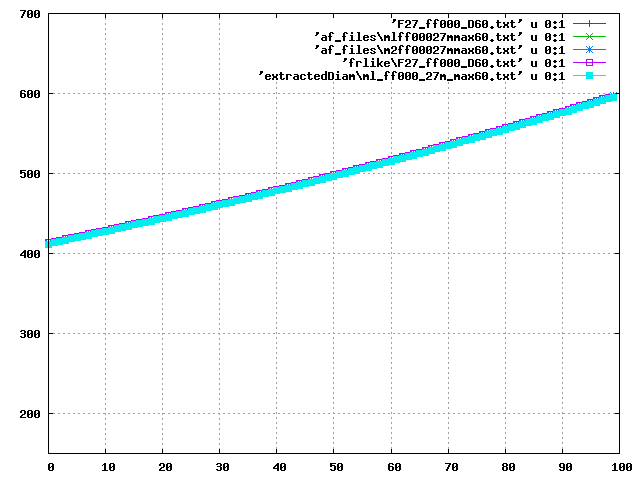 700
'F27_ff000_D60.txt' u 0:1
'af_files\mlff00027mmax60.txt' u 0:1
'af_files\m2ff00027mmax60.txt' u 0:1
'frlike\F27_ff000_D60.txt' u 0:1
'extractedDiam\ml_ff000_27m_max60.txt' u 0:1
600
500
400
300
200
0 10 20 30 40 50 60 70 80 90 100